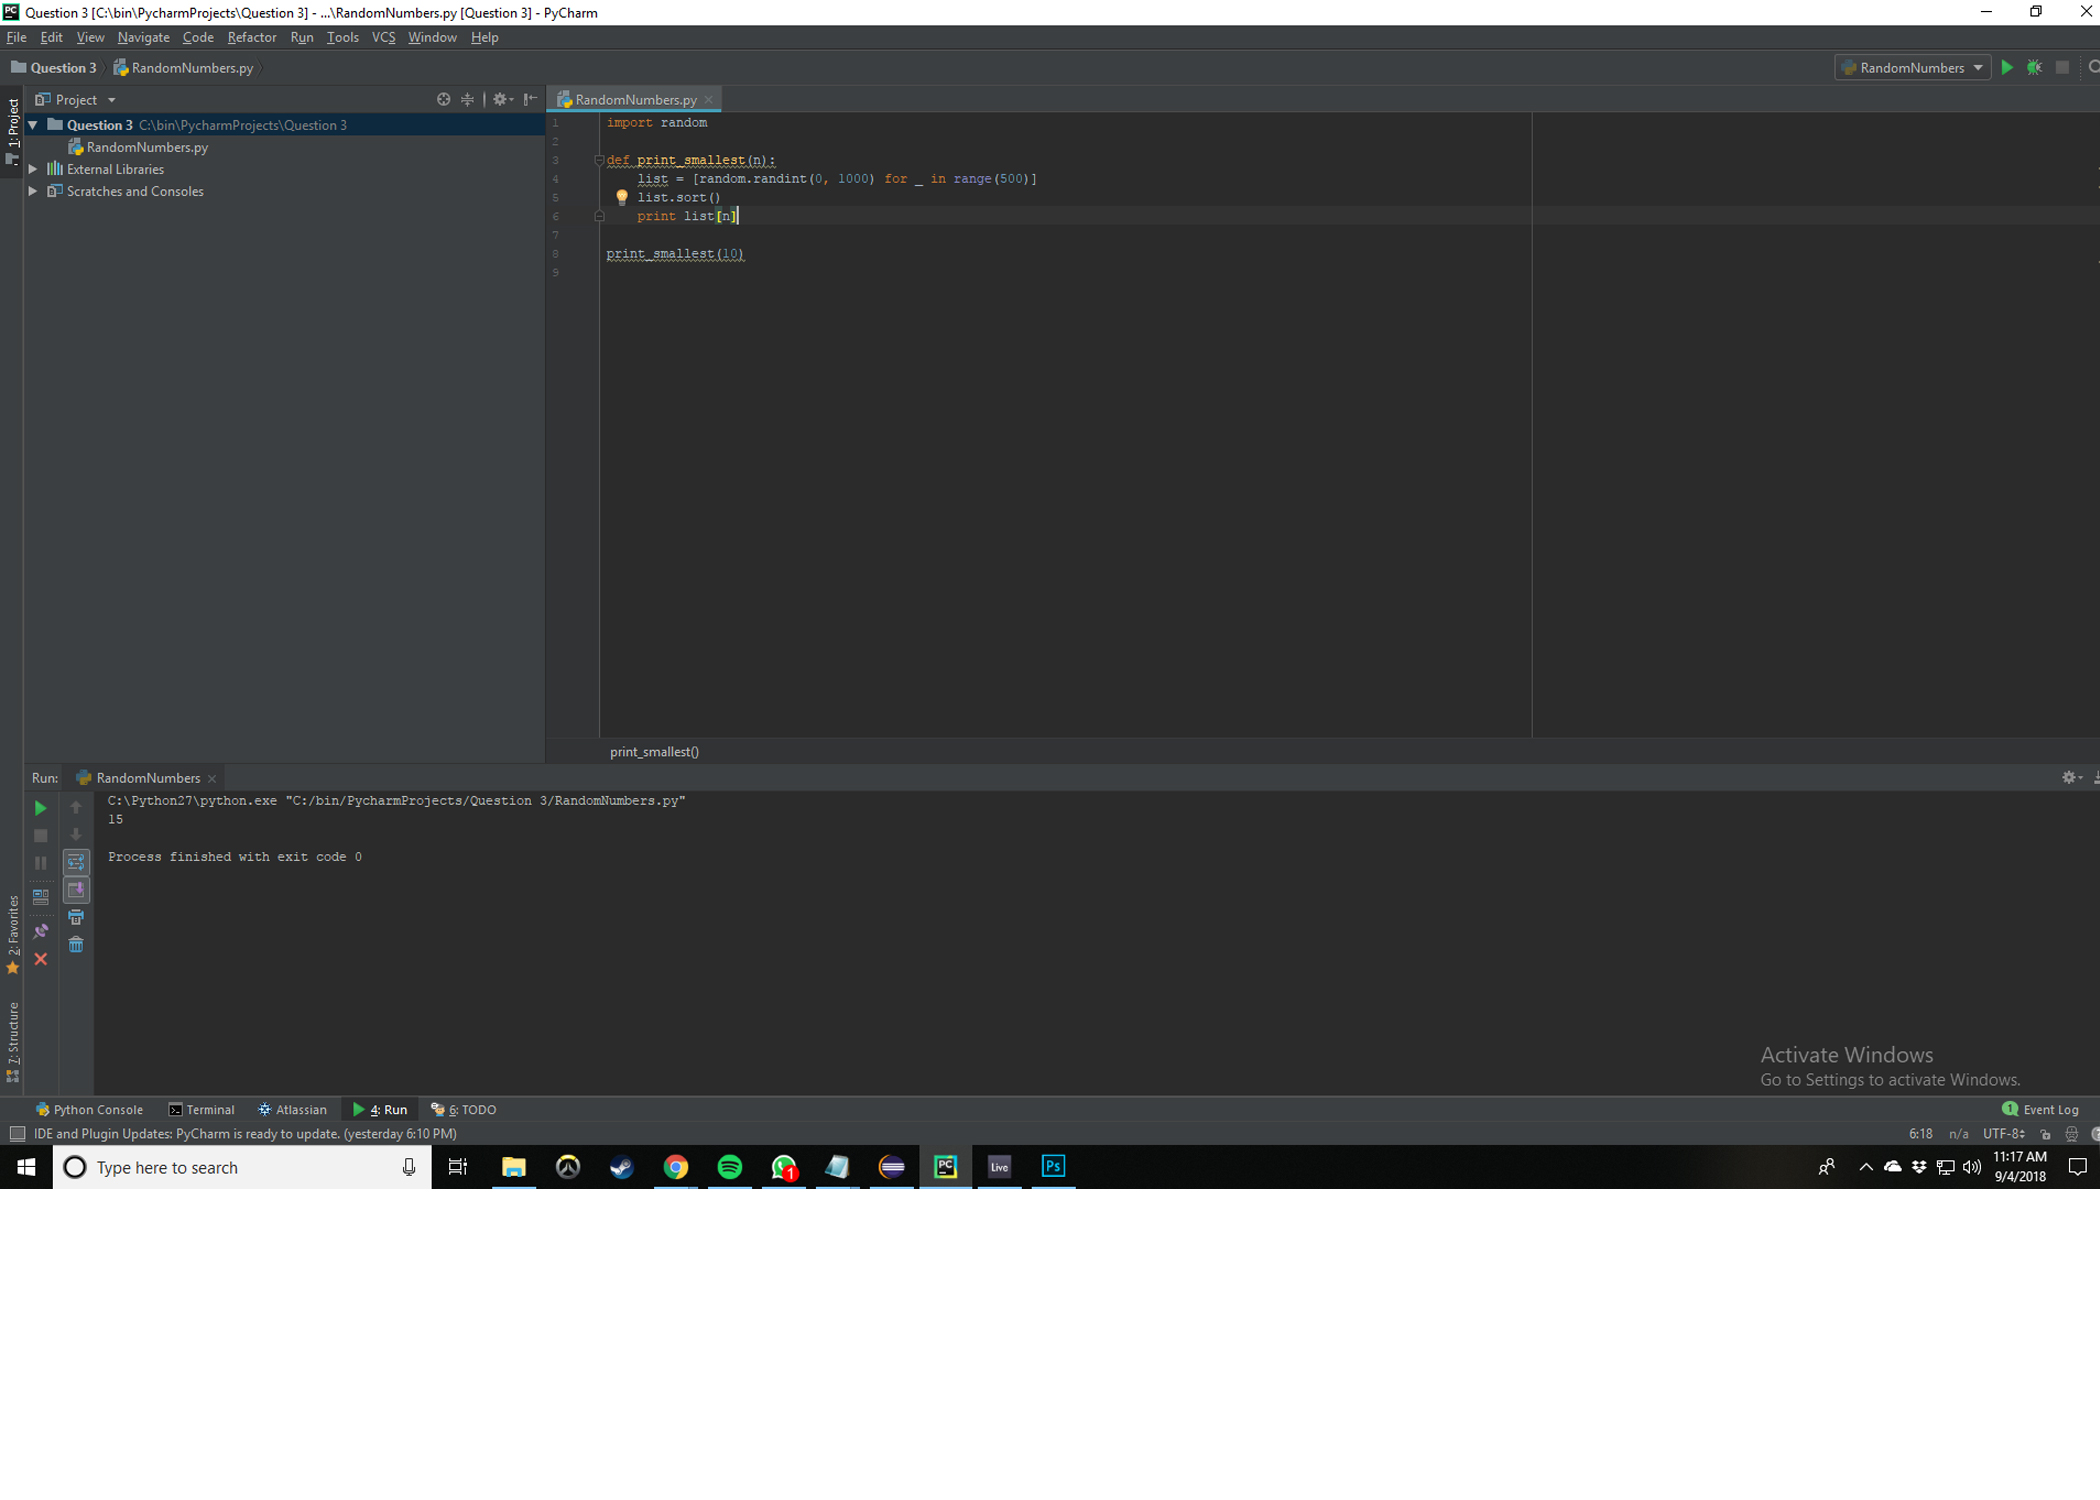 Question 3 [C:\bin\PycharmProjects\Question 3] - ...\RandomNumbers.py [Question 3] - PyCharm
File Edit View Navigate Code Refactor Run Tools VCS Window Help
Question 3 RandomNumbers.py RandomNumbers
Project RandomNumbers.py
1: Project
Question 3 C:\bin\PycharmProjects\Question 3
RandomNumbers.py
External Libraries
Scratches and Consoles
1 import random
2
3 def print_smallest(n):
4 list = [random.randint(0, 1000) for _ in range(500)]
5 list.sort()
6 print list[n]
7
8 print_smallest(10)
9
print_smallest()
Run: RandomNumbers
C:\Python27\python.exe "C:/bin/PycharmProjects/Question 3/RandomNumbers.py"
15
Process finished with exit code 0
2: Favorites
7: Structure
Activate Windows
Go to Settings to activate Windows.
Python Console Terminal Atlassian 4: Run 6: TODO 1 Event Log
IDE and Plugin Updates: PyCharm is ready to update. (yesterday 6:10 PM) 6:18 n/a UTF-8
Type here to search 1 PC Live Ps 11:17 AM
9/4/2018